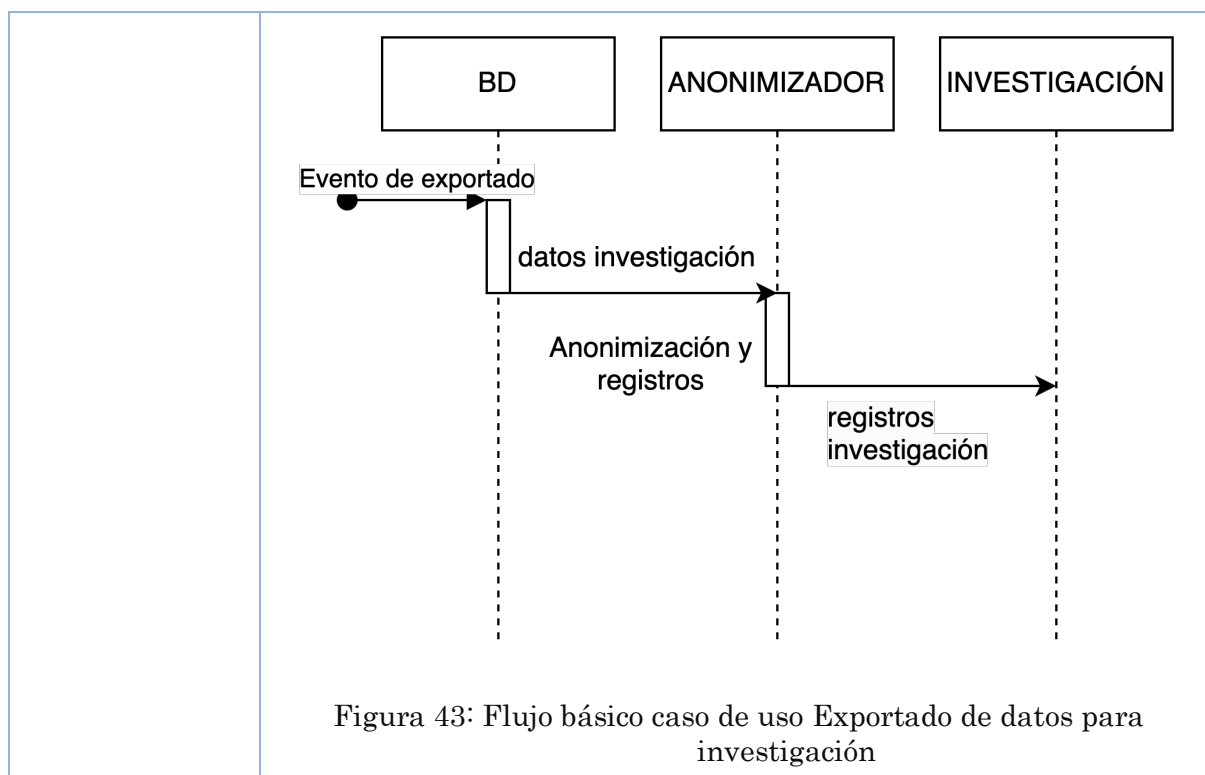 BD
ANONIMIZADOR
INVESTIGACIÓN
Evento de exportado
datos investigación
Anonimización y
registros
registros
investigación
Figura 43: Flujo básico caso de uso Exportado de datos para
investigación